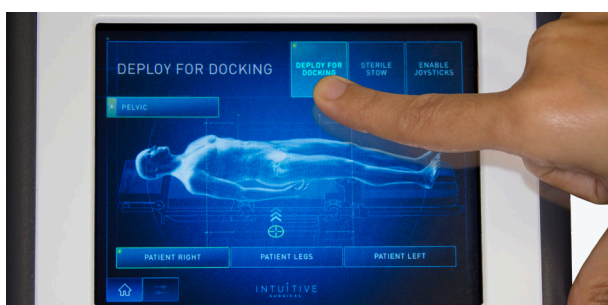 DEPLOY FOR DOCKING
DEPLOY FOR
DOCKING
STERILE
STOW
ENABLE
JOYSTICKS
PELVIC
PATIENT RIGHT
PATIENT LEGS
PATIENT LEFT
INTUITIVE
SURGICAL